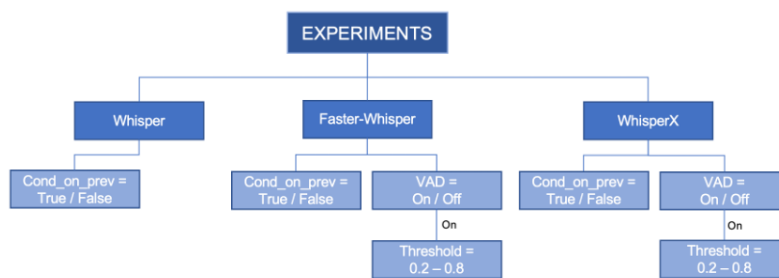 EXPERIMENTS
Whisper
Faster-Whisper
WhisperX
Cond_on_prev =
True / False
Cond_on_prev =
True / False
VAD =
On / Off
Cond_on_prev =
True / False
VAD =
On / Off
On
On
Threshold =
0.2 – 0.8
Threshold =
0.2 – 0.8